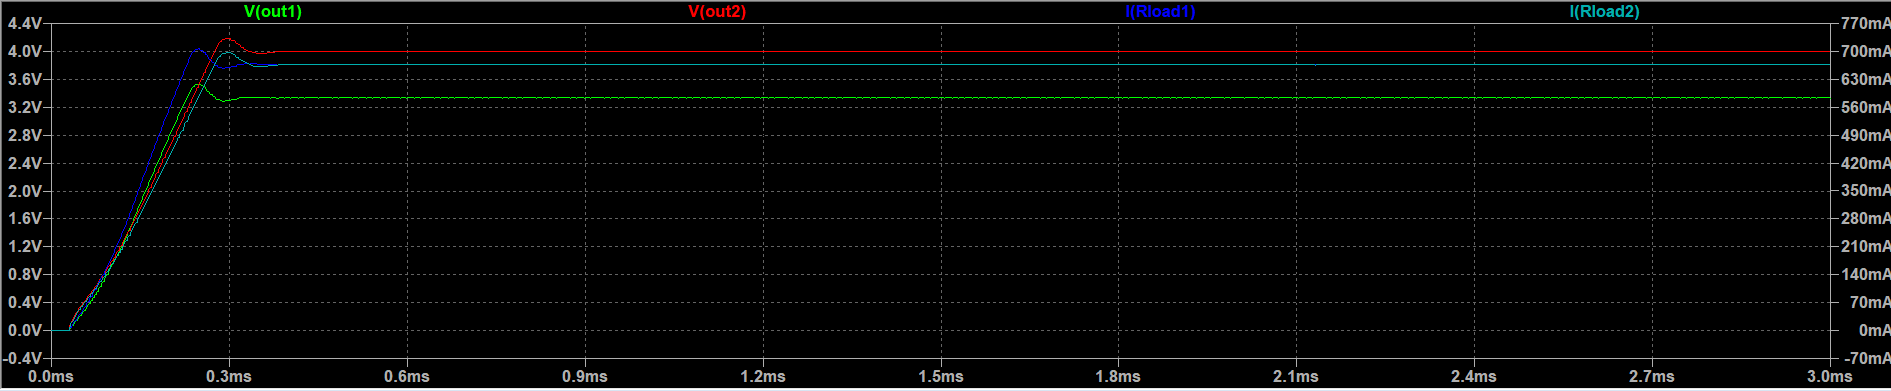 V(out1) V(out2) I(Rload1) I(Rload2)
4.4V 770mA
4.0V 700mA
3.6V 630mA
3.2V 560mA
2.8V 490mA
2.4V 420mA
2.0V 350mA
1.6V 280mA
1.2V 210mA
0.8V 140mA
0.4V 70mA
0.0V 0mA
-0.4V -70mA
0.0ms 0.3ms 0.6ms 0.9ms 1.2ms 1.5ms 1.8ms 2.1ms 2.4ms 2.7ms 3.0ms